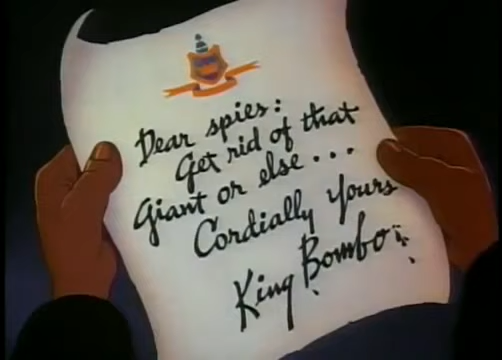 Dear spies:
Get rid of that
Giant or else...
Cordially Yours
King Bombo